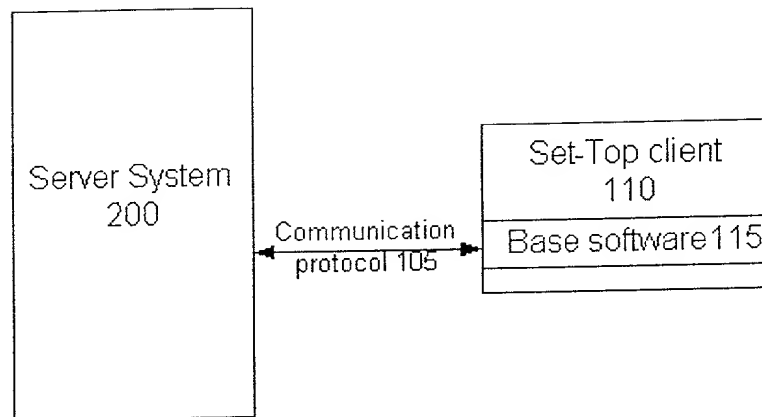 Server System
200
Communication
protocol 105
Set-Top client
110
Base software115